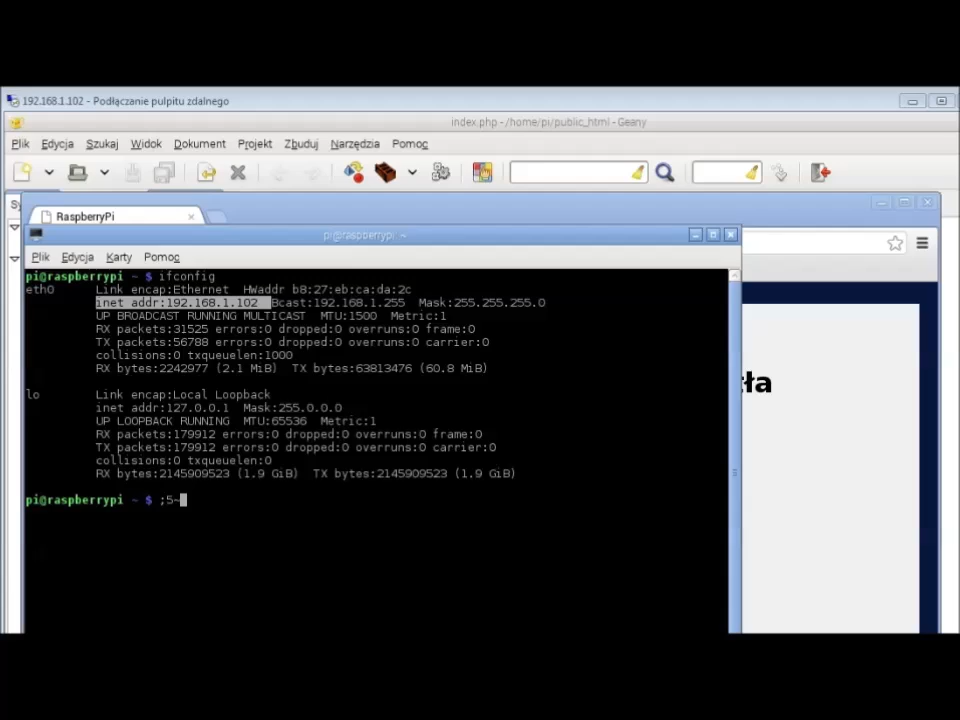 192.168.1.102 - Podłączanie pulpitu zdalnego
index.php - /home/pi/public_html - Geany
Plik Edycja Szukaj Widok Dokument Projekt Zbuduj Narzędzia Pomoc
Sy
RaspberryPi
pi@raspberrypi: ~
Plik Edycja Karty Pomoc
pi@raspberrypi ~ $ ifconfig
eth0 Link encap:Ethernet HWaddr b8:27:eb:ca:da:2c
inet addr:192.168.1.102 Bcast:192.168.1.255 Mask:255.255.255.0
UP BROADCAST RUNNING MULTICAST MTU:1500 Metric:1
RX packets:31525 errors:0 dropped:0 overruns:0 frame:0
TX packets:56788 errors:0 dropped:0 overruns:0 carrier:0
collisions:0 txqueuelen:1000
RX bytes:2242977 (2.1 MiB) TX bytes:63813476 (60.8 MiB)
lo Link encap:Local Loopback
inet addr:127.0.0.1 Mask:255.0.0.0
UP LOOPBACK RUNNING MTU:65536 Metric:1
RX packets:179912 errors:0 dropped:0 overruns:0 frame:0
TX packets:179912 errors:0 dropped:0 overruns:0 carrier:0
collisions:0 txqueuelen:0
RX bytes:2145909523 (1.9 GiB) TX bytes:2145909523 (1.9 GiB)
pi@raspberrypi ~ $ ;5~
tła